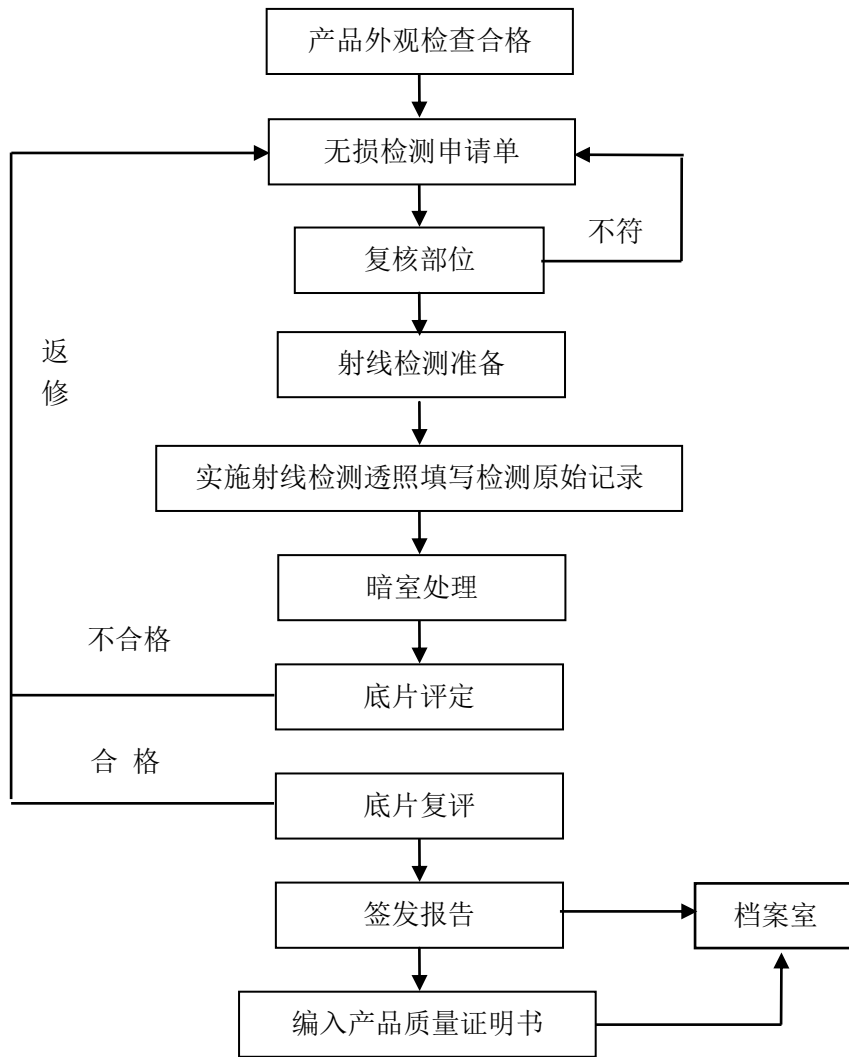 产品外观检查合格
无损检测申请单
不符
复核部位
返
修
射线检测准备
实施射线检测透照填写检测原始记录
暗室处理
不合格
底片评定
合 格
底片复评
签发报告
档案室
编入产品质量证明书